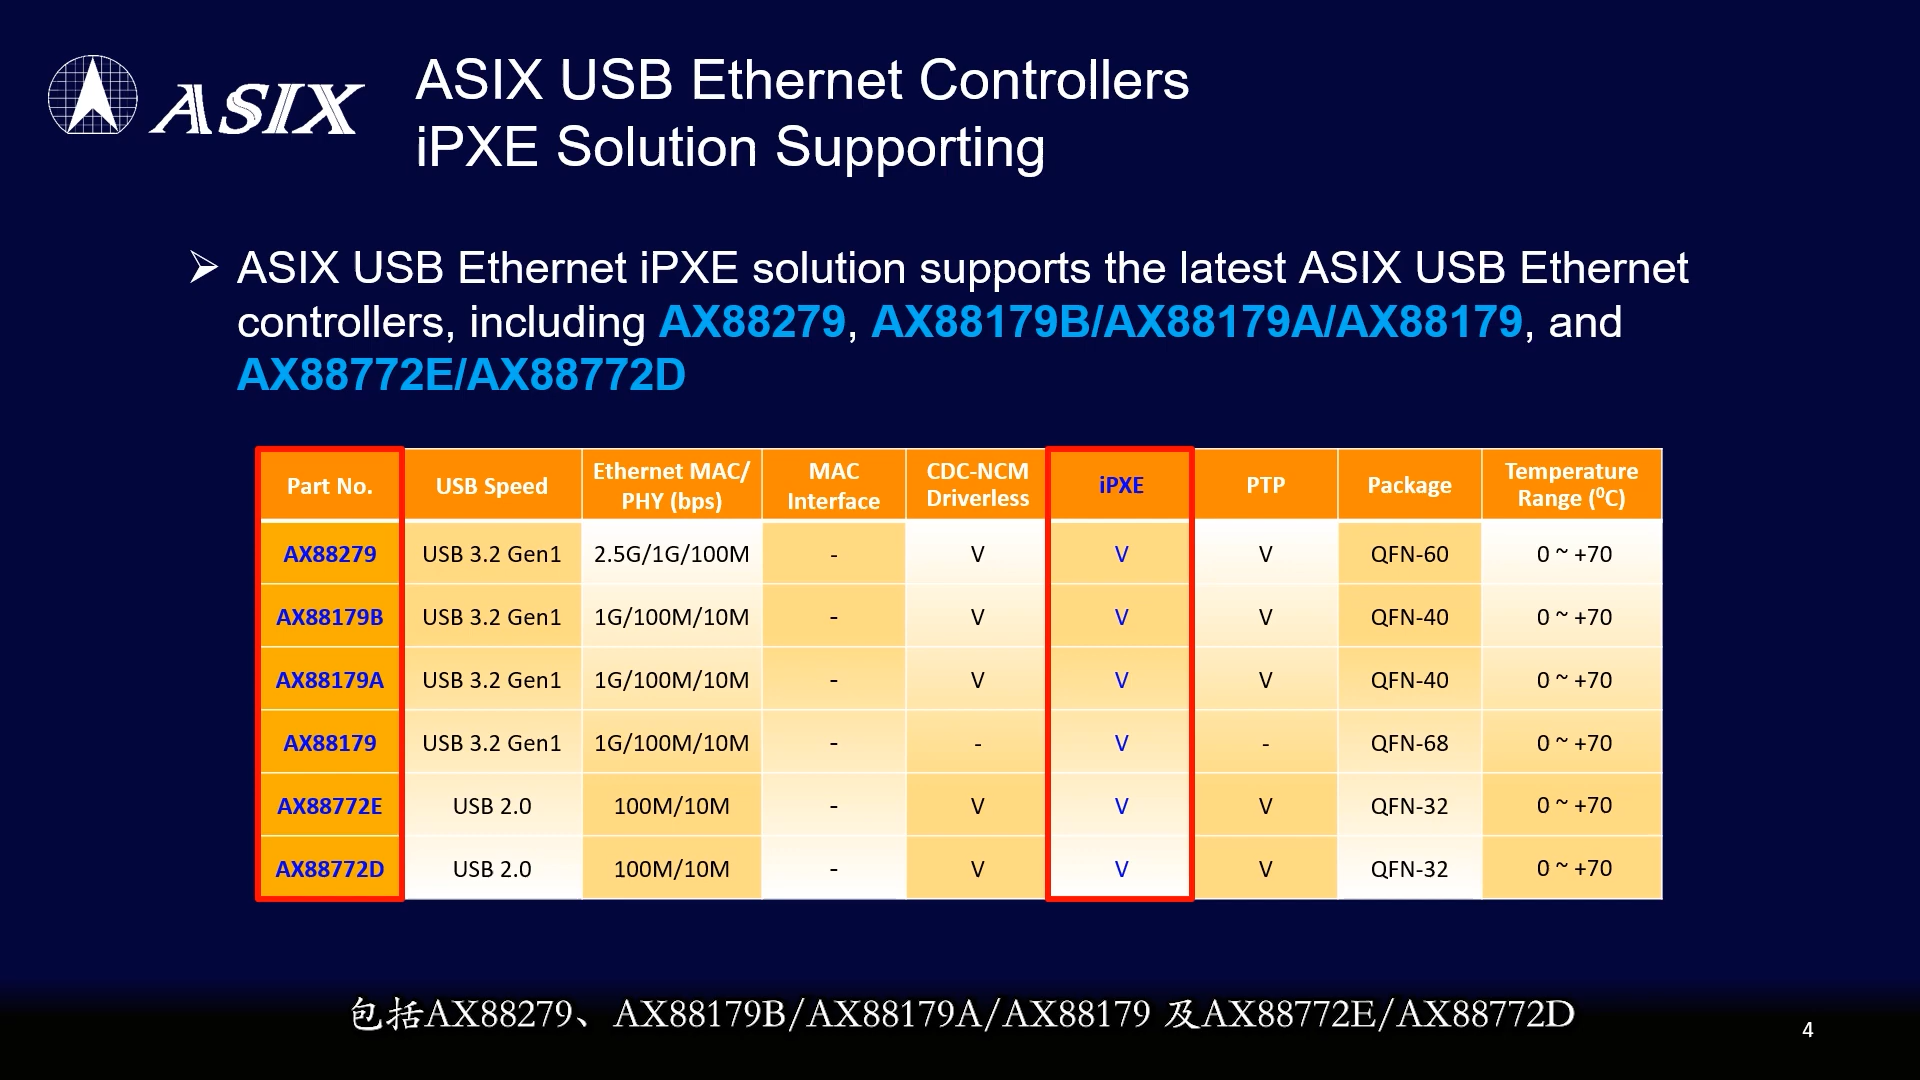 ASIX
ASIX USB Ethernet Controllers
iPXE Solution Supporting
➢ ASIX USB Ethernet iPXE solution supports the latest ASIX USB Ethernet
controllers, including AX88279, AX88179B/AX88179A/AX88179, and
AX88772E/AX88772D
Part No. USB Speed Ethernet MAC/ PHY (bps) MAC Interface CDC-NCM Driverless iPXE PTP Package Temperature Range (⁰C)
AX88279 USB 3.2 Gen1 2.5G/1G/100M - V V V QFN-60 0 ~ +70
AX88179B USB 3.2 Gen1 1G/100M/10M - V V V QFN-40 0 ~ +70
AX88179A USB 3.2 Gen1 1G/100M/10M - V V V QFN-40 0 ~ +70
AX88179 USB 3.2 Gen1 1G/100M/10M - - V - QFN-68 0 ~ +70
AX88772E USB 2.0 100M/10M - V V V QFN-32 0 ~ +70
AX88772D USB 2.0 100M/10M - V V V QFN-32 0 ~ +70
包括AX88279、AX88179B/AX88179A/AX88179 及AX88772E/AX88772D
4